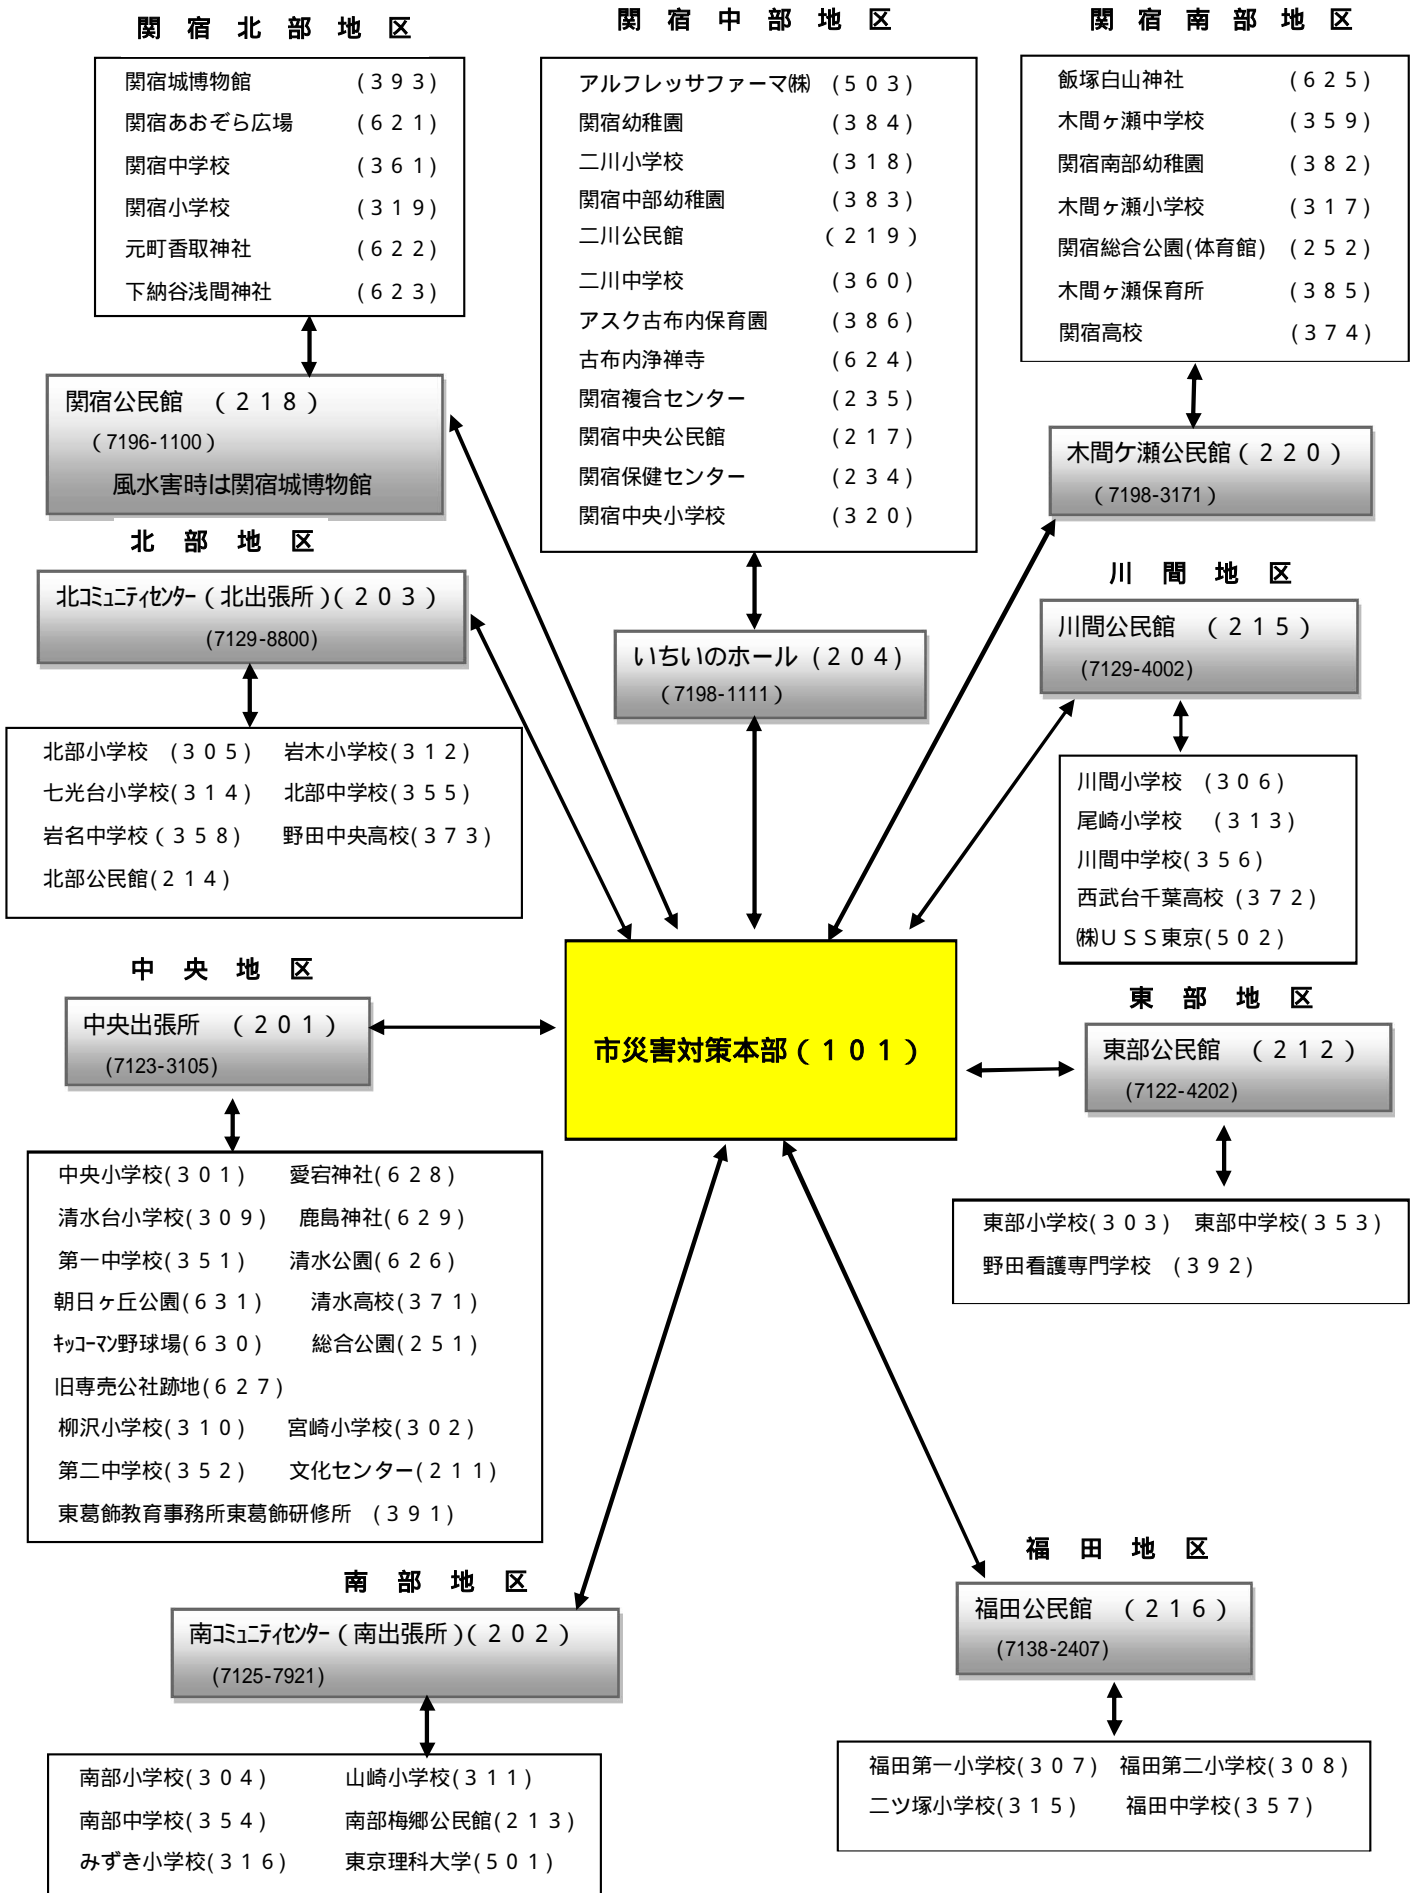 関宿北部地区
関宿城博物館 (393)
関宿あおぞら広場 (621)
関宿中学校 (361)
関宿小学校 (319)
元町香取神社 (622)
下納谷浅間神社 (623)
関宿公民館 (218)
(7196-1100)
風水害時は関宿城博物館
関宿中部地区
アルフレッサファーマ㈱ (503)
関宿幼稚園 (384)
二川小学校 (318)
関宿中部幼稚園 (383)
二川公民館 (219)
二川中学校 (360)
アスク古布内保育園 (386)
古布内浄禅寺 (624)
関宿複合センター (235)
関宿中央公民館 (217)
関宿保健センター (234)
関宿中央小学校 (320)
いちいのホール (204)
(7198-1111)
関宿南部地区
飯塚白山神社 (625)
木間ヶ瀬中学校 (359)
関宿南部幼稚園 (382)
木間ヶ瀬小学校 (317)
関宿総合公園(体育館) (252)
木間ヶ瀬保育所 (385)
関宿高校 (374)
木間ケ瀬公民館(220)
(7198-3171)
北部地区
北ｺﾐｭﾆﾃｨｾﾝﾀｰ(北出張所)(203)
(7129-8800)
北部小学校 (305) 岩木小学校(312)
七光台小学校(314) 北部中学校(355)
岩名中学校(358) 野田中央高校(373)
北部公民館(214)
川間地区
川間公民館 (215)
(7129-4002)
川間小学校 (306)
尾崎小学校 (313)
川間中学校(356)
西武台千葉高校 (372)
㈱USS東京(502)
中央地区
中央出張所 (201)
(7123-3105)
中央小学校(301) 愛宕神社(628)
清水台小学校(309) 鹿島神社(629)
第一中学校(351) 清水公園(626)
朝日ヶ丘公園(631) 清水高校(371)
ｷｯｺｰﾏﾝ野球場(630) 総合公園(251)
旧専売公社跡地(627)
柳沢小学校(310) 宮崎小学校(302)
第二中学校(352) 文化センター(211)
東葛飾教育事務所東葛飾研修所 (391)
市災害対策本部(101)
東部地区
東部公民館 (212)
(7122-4202)
東部小学校(303) 東部中学校(353)
野田看護専門学校 (392)
南部地区
南ｺﾐｭﾆﾃｨｾﾝﾀｰ(南出張所)(202)
(7125-7921)
南部小学校(304) 山崎小学校(311)
南部中学校(354) 南部梅郷公民館(213)
みずき小学校(316) 東京理科大学(501)
福田地区
福田公民館 (216)
(7138-2407)
福田第一小学校(307) 福田第二小学校(308)
二ツ塚小学校(315) 福田中学校(357)